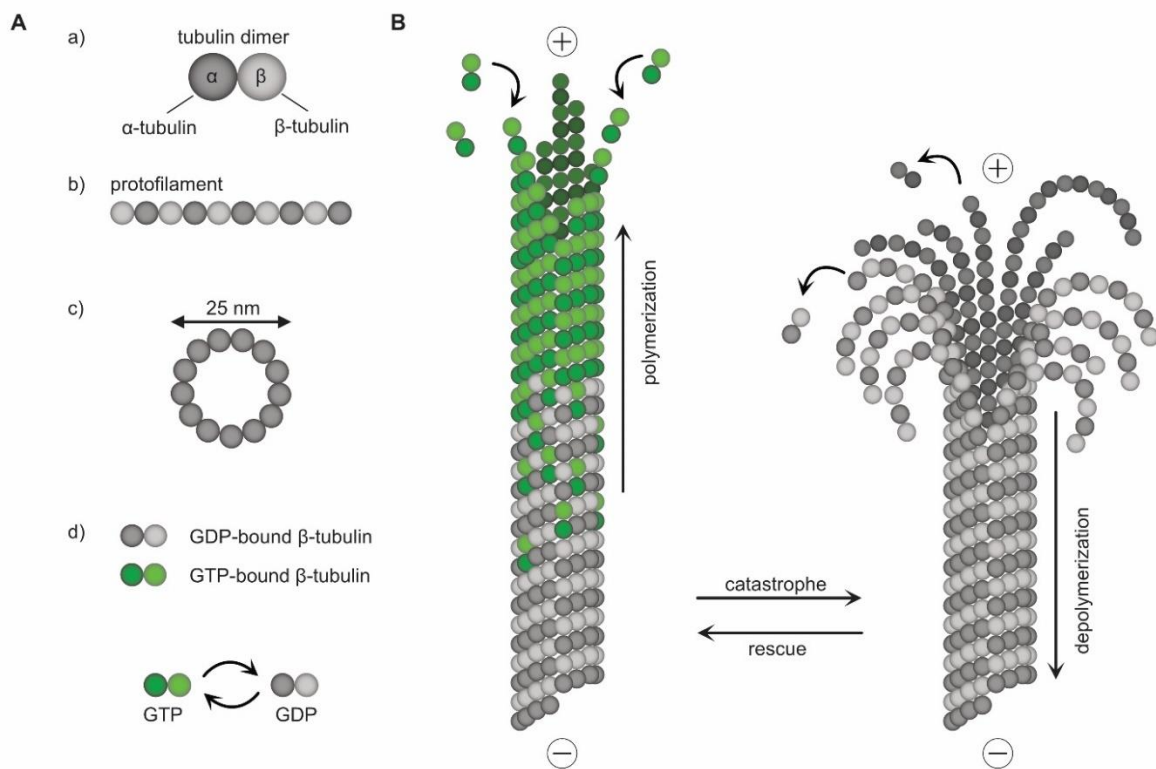 A
a)
tubulin dimer
α
β
α-tubulin
β-tubulin
b)
protofilament
c)
25 nm
d)
GDP-bound β-tubulin
GTP-bound β-tubulin
GTP
GDP
B
+
polymerization
−
catastrophe
rescue
+
depolymerization
−